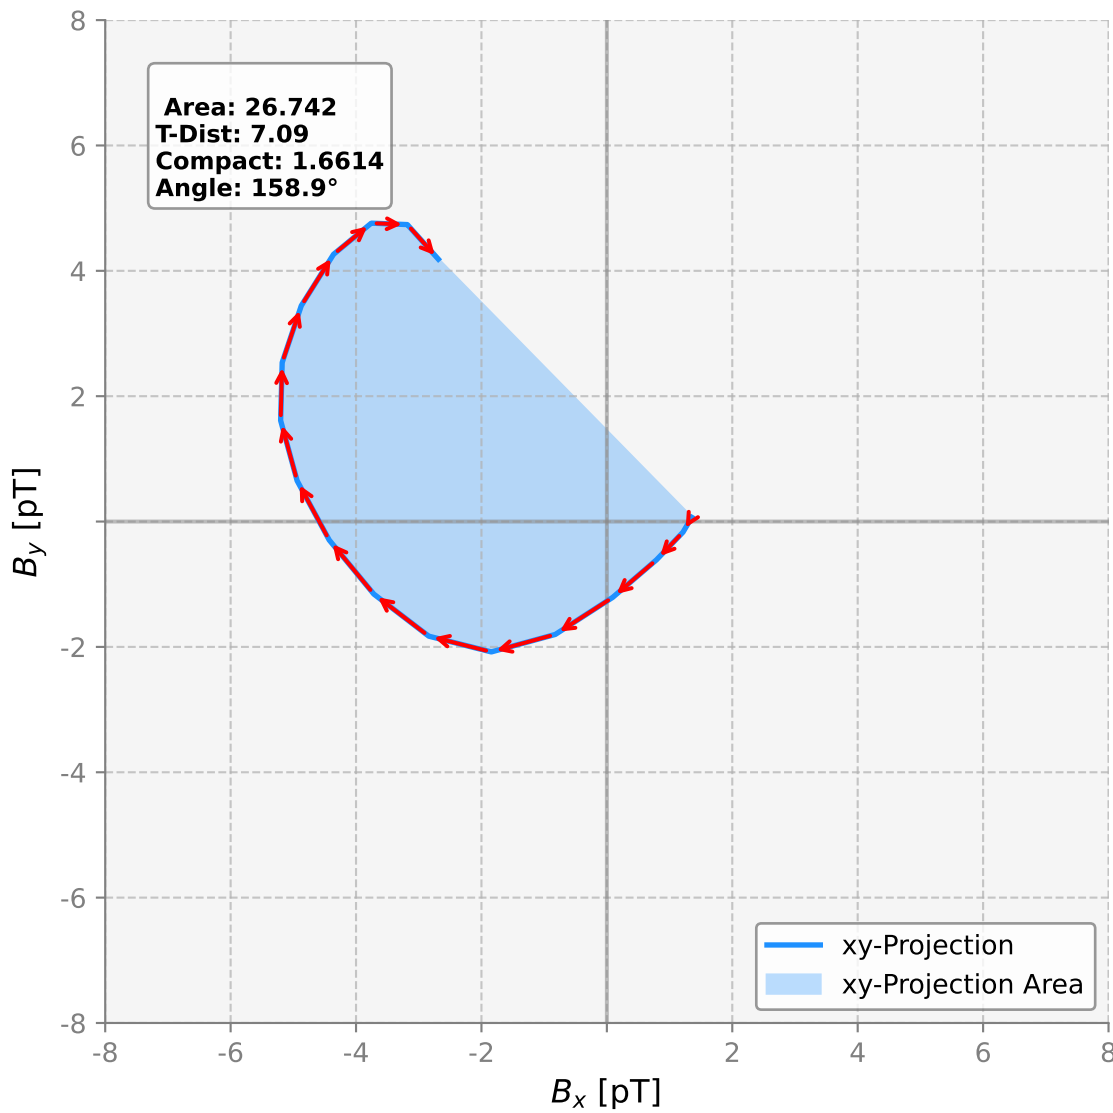 8
6
4
2
-2
-4
-6
-8
-8
-6
-4
-2
2
4
6
8
B_y [pT]
B_x [pT]
Area: 26.742
T-Dist: 7.09
Compact: 1.6614
Angle: 158.9°
xy-Projection
xy-Projection Area